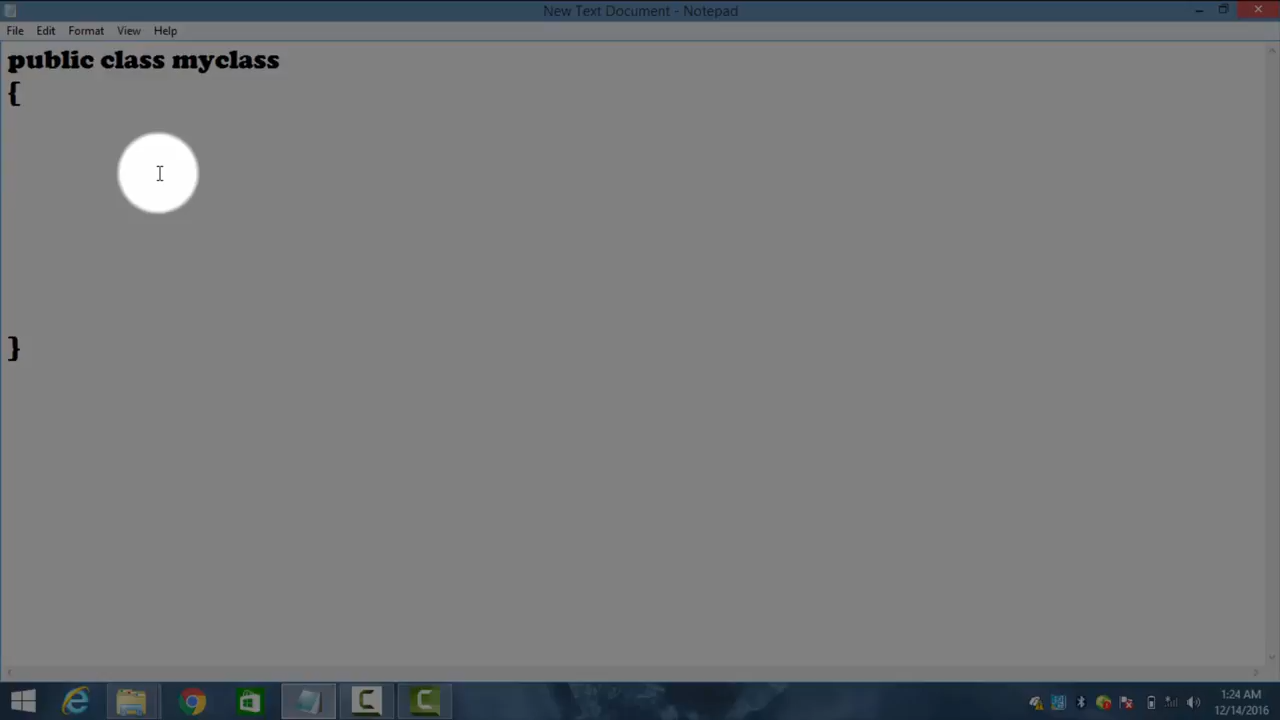 New Text Document - Notepad
File Edit Format View Help
public class myclass
{
}
1:24 AM
12/14/2016